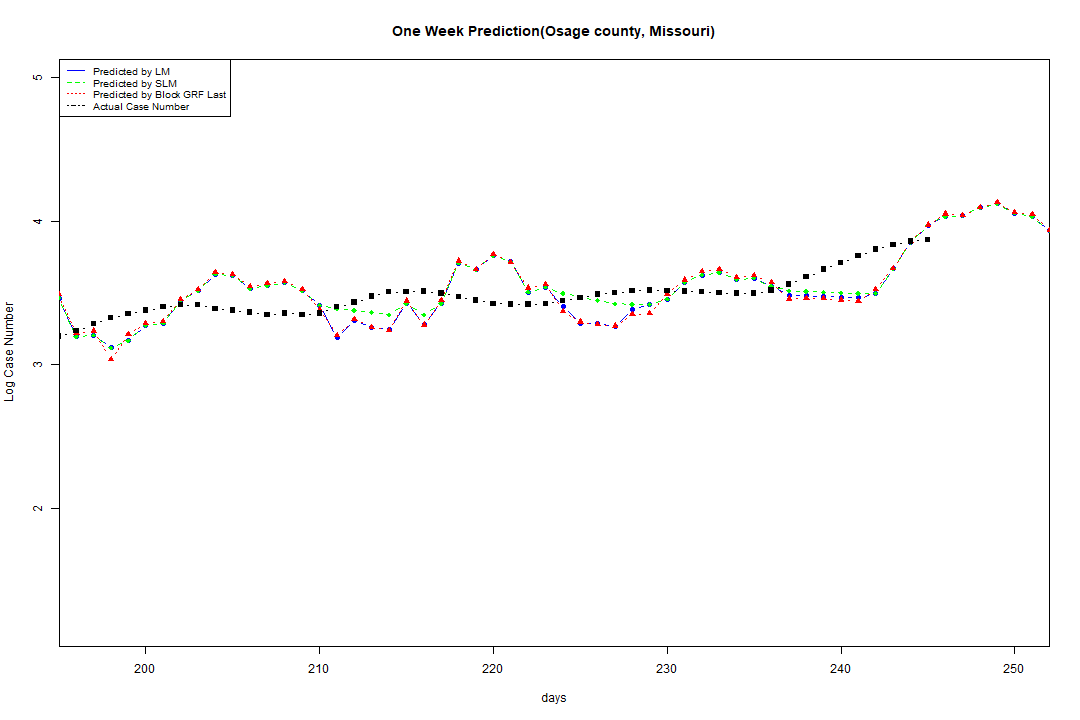 One Week Prediction(Osage county, Missouri)
Predicted by LM
Predicted by SLM
Predicted by Block GRF Last
Actual Case Number
5
4
3
2
Log Case Number
200 210 220 230 240 250
days